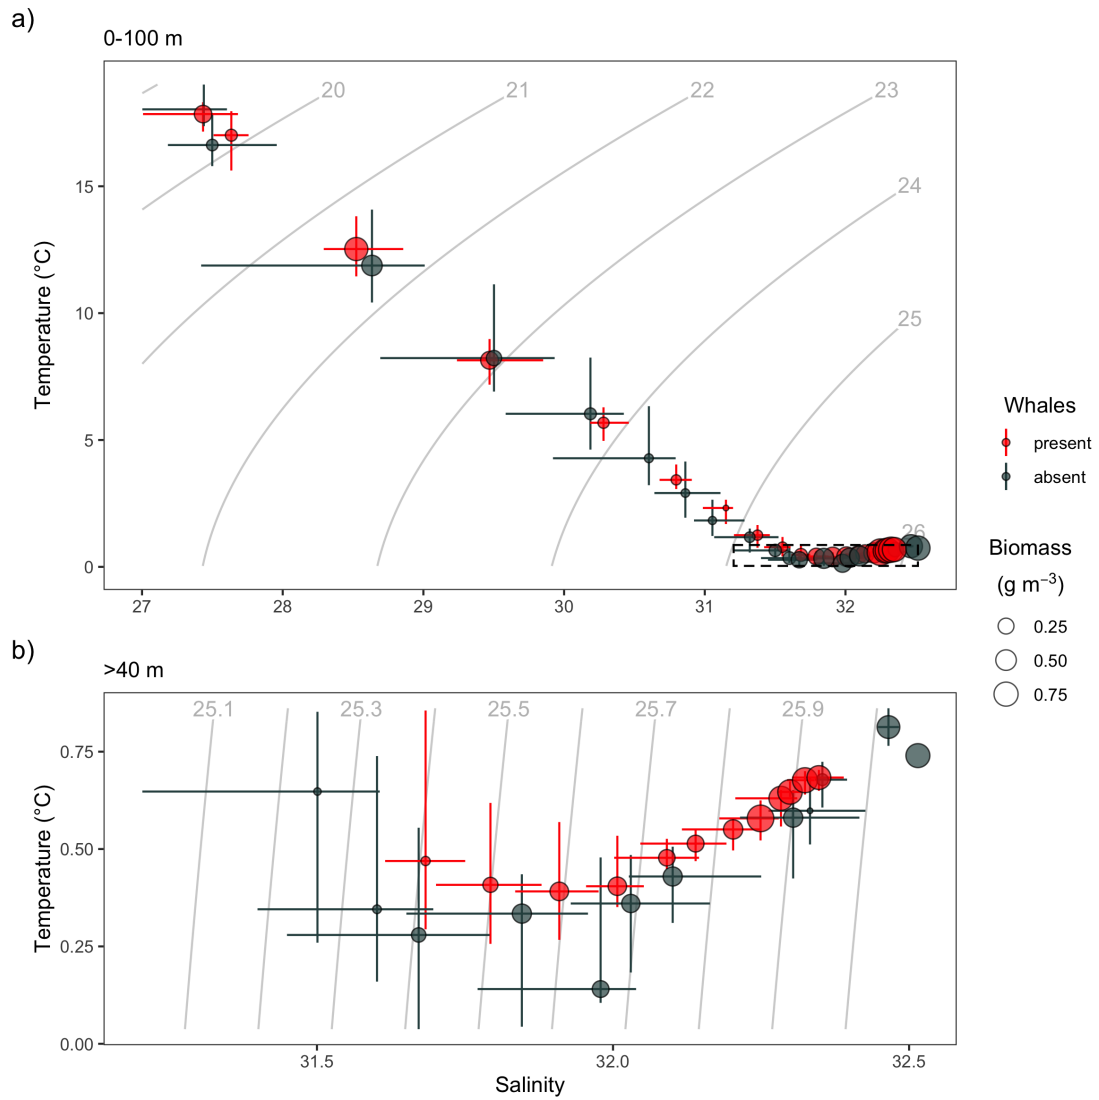 a)
0-100 m
20
21
22
23
24
25
26
15
10
5
0
Temperature (°C)
27
28
29
30
31
32
Whales
present
absent
Biomass
(g m⁻³)
0.25
0.50
0.75
b)
>40 m
25.1
25.3
25.5
25.7
25.9
0.75
0.50
0.25
0.00
Temperature (°C)
31.5
32.0
32.5
Salinity